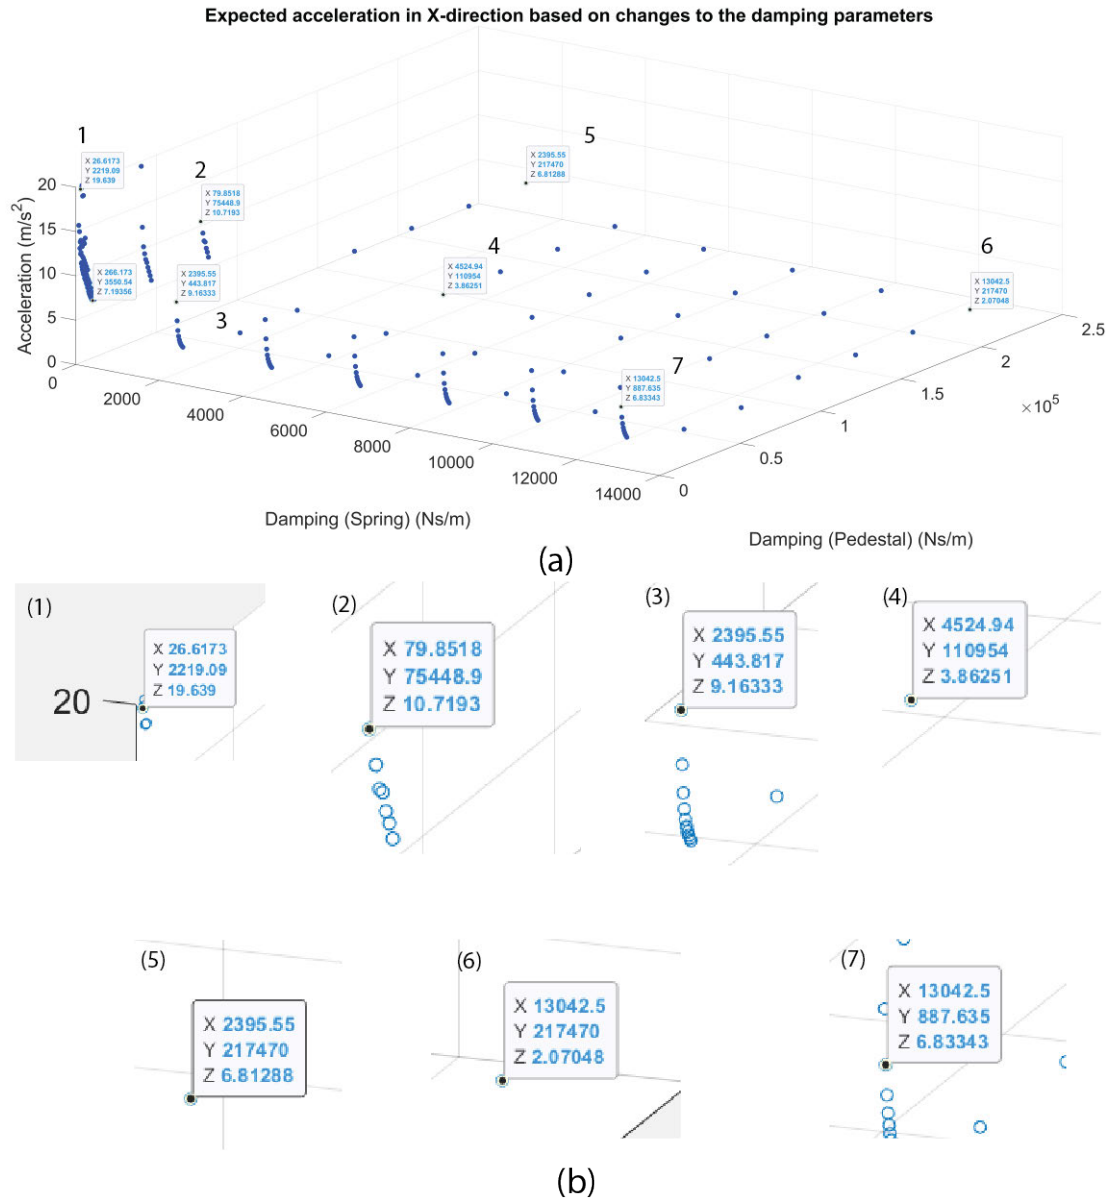 Expected acceleration in X-direction based on changes to the damping parameters
1
X 26.6173
Y 2219.09
Z 19.639
2
X 79.8518
Y 75448.9
Z 10.7193
5
X 2395.55
Y 217470
Z 6.81288
4
X 4524.94
Y 110954
Z 3.86251
6
X 13042.5
Y 217470
Z 2.07048
X 266.173
Y 3550.54
Z 7.19356
X 2395.55
Y 443.817
Z 9.16333
3
7
X 13042.5
Y 887.635
Z 6.83343
Acceleration (m/s²)
20
15
10
5
0
0
2000
4000
6000
8000
10000
12000
14000
Damping (Spring) (Ns/m)
0
0.5
1
1.5
2
2.5
×10⁵
Damping (Pedestal) (Ns/m)
(a)
(1)
X 26.6173
Y 2219.09
Z 19.639
20
(2)
X 79.8518
Y 75448.9
Z 10.7193
(3)
X 2395.55
Y 443.817
Z 9.16333
(4)
X 4524.94
Y 110954
Z 3.86251
(5)
X 2395.55
Y 217470
Z 6.81288
(6)
X 13042.5
Y 217470
Z 2.07048
(7)
X 13042.5
Y 887.635
Z 6.83343
(b)